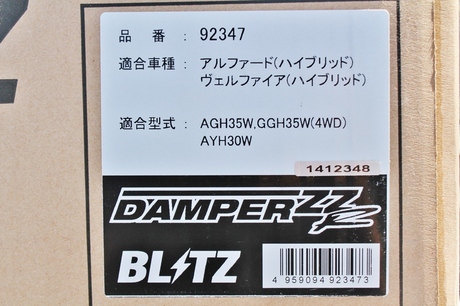 品番 : 92347
適合車種 : アルファード(ハイブリッド)
ヴェルファイア(ハイブリッド)
適合型式 : AGH35W,GGH35W(4WD)
AYH30W
1412348
DAMPER ZZR
BLITZ
4 959094 923473